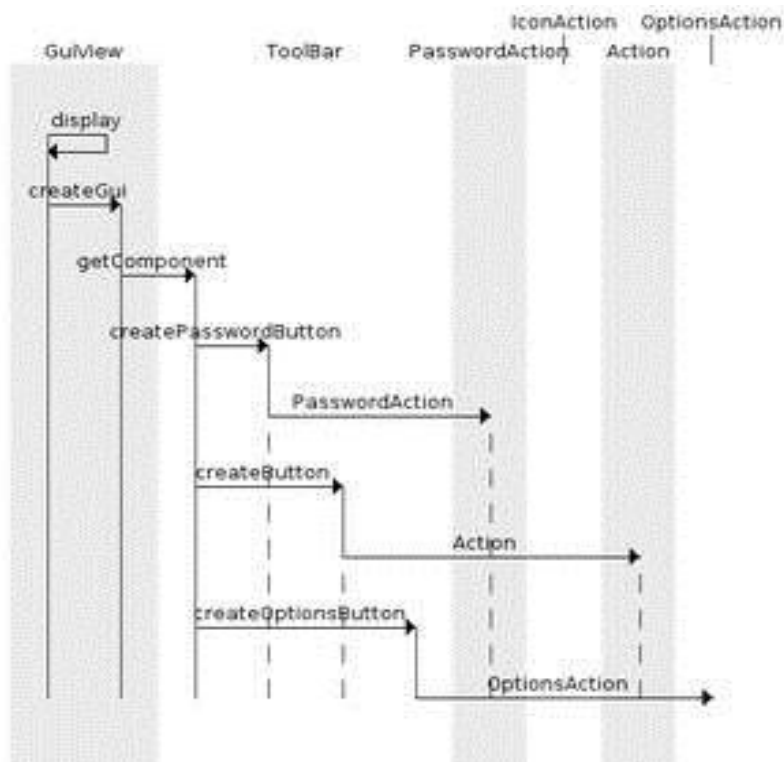 IconAction OptionsAction
GuiView ToolBar PasswordAction Action
display
createGui
getComponent
createPasswordButton
PasswordAction
createButton
Action
createOptionsButton
OptionsAction